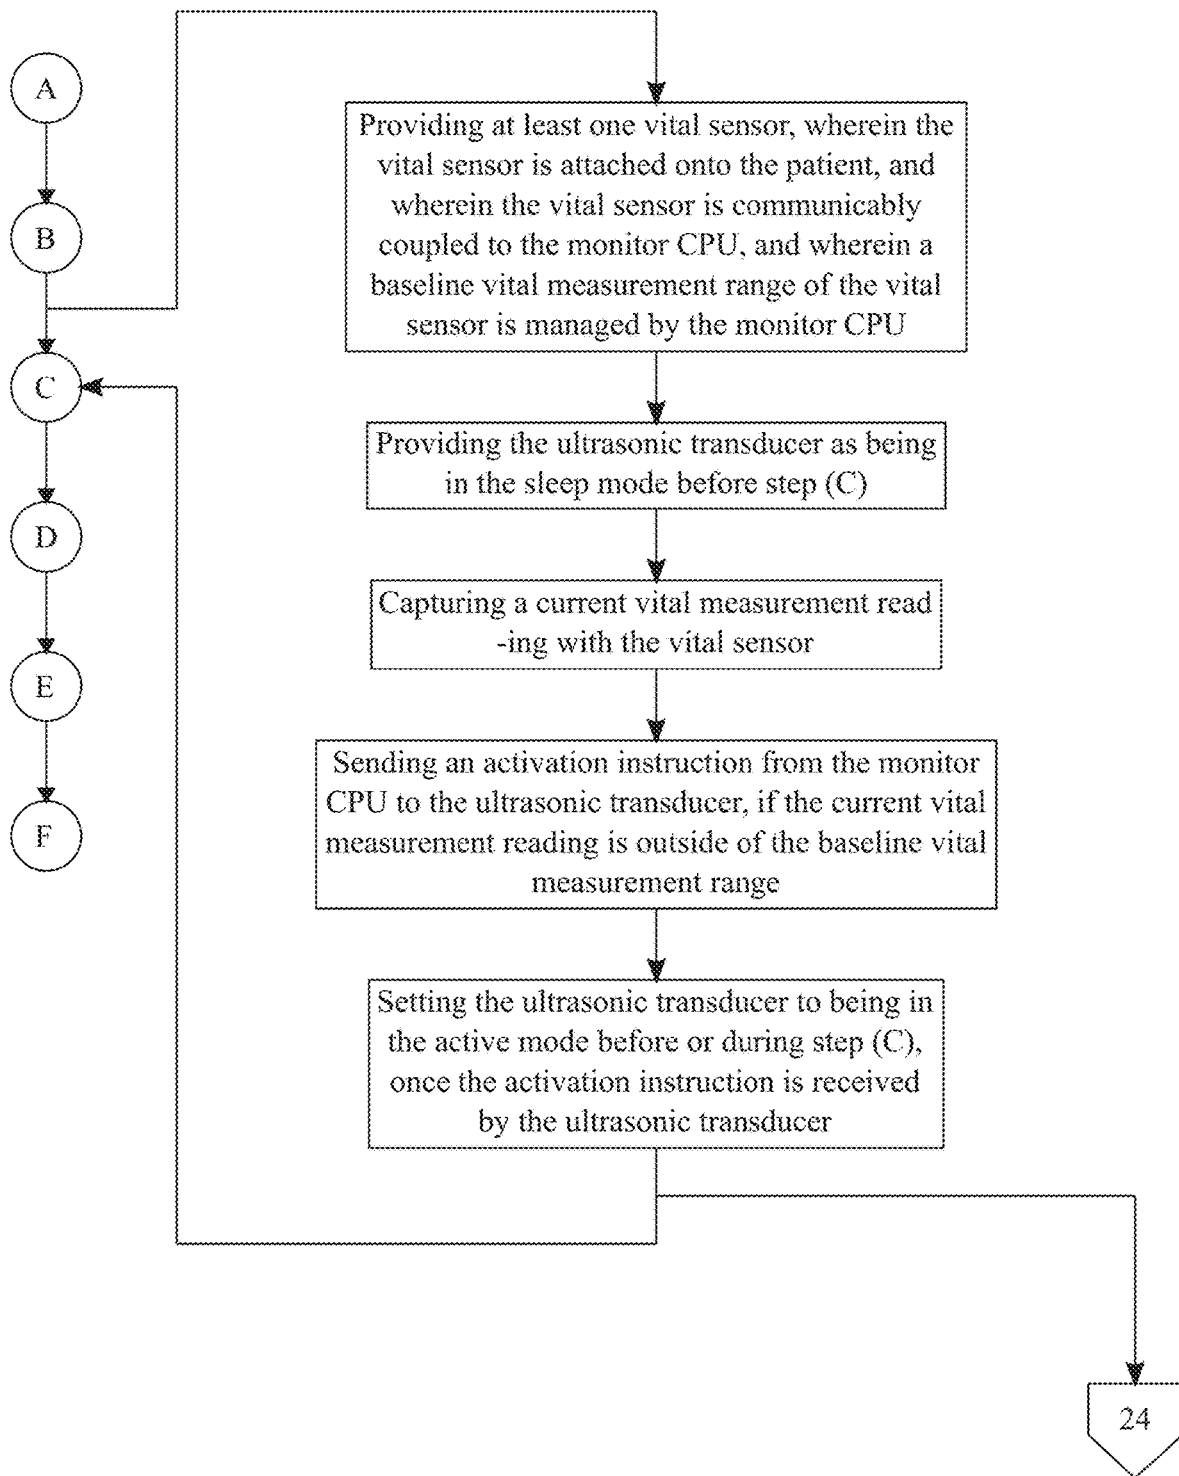 A
B
C
D
E
F
Providing at least one vital sensor, wherein the
vital sensor is attached onto the patient, and
wherein the vital sensor is communicably
coupled to the monitor CPU, and wherein a
baseline vital measurement range of the vital
sensor is managed by the monitor CPU
Providing the ultrasonic transducer as being
in the sleep mode before step (C)
Capturing a current vital measurement read
-ing with the vital sensor
Sending an activation instruction from the monitor
CPU to the ultrasonic transducer, if the current vital
measurement reading is outside of the baseline vital
measurement range
Setting the ultrasonic transducer to being in
the active mode before or during step (C),
once the activation instruction is received
by the ultrasonic transducer
24